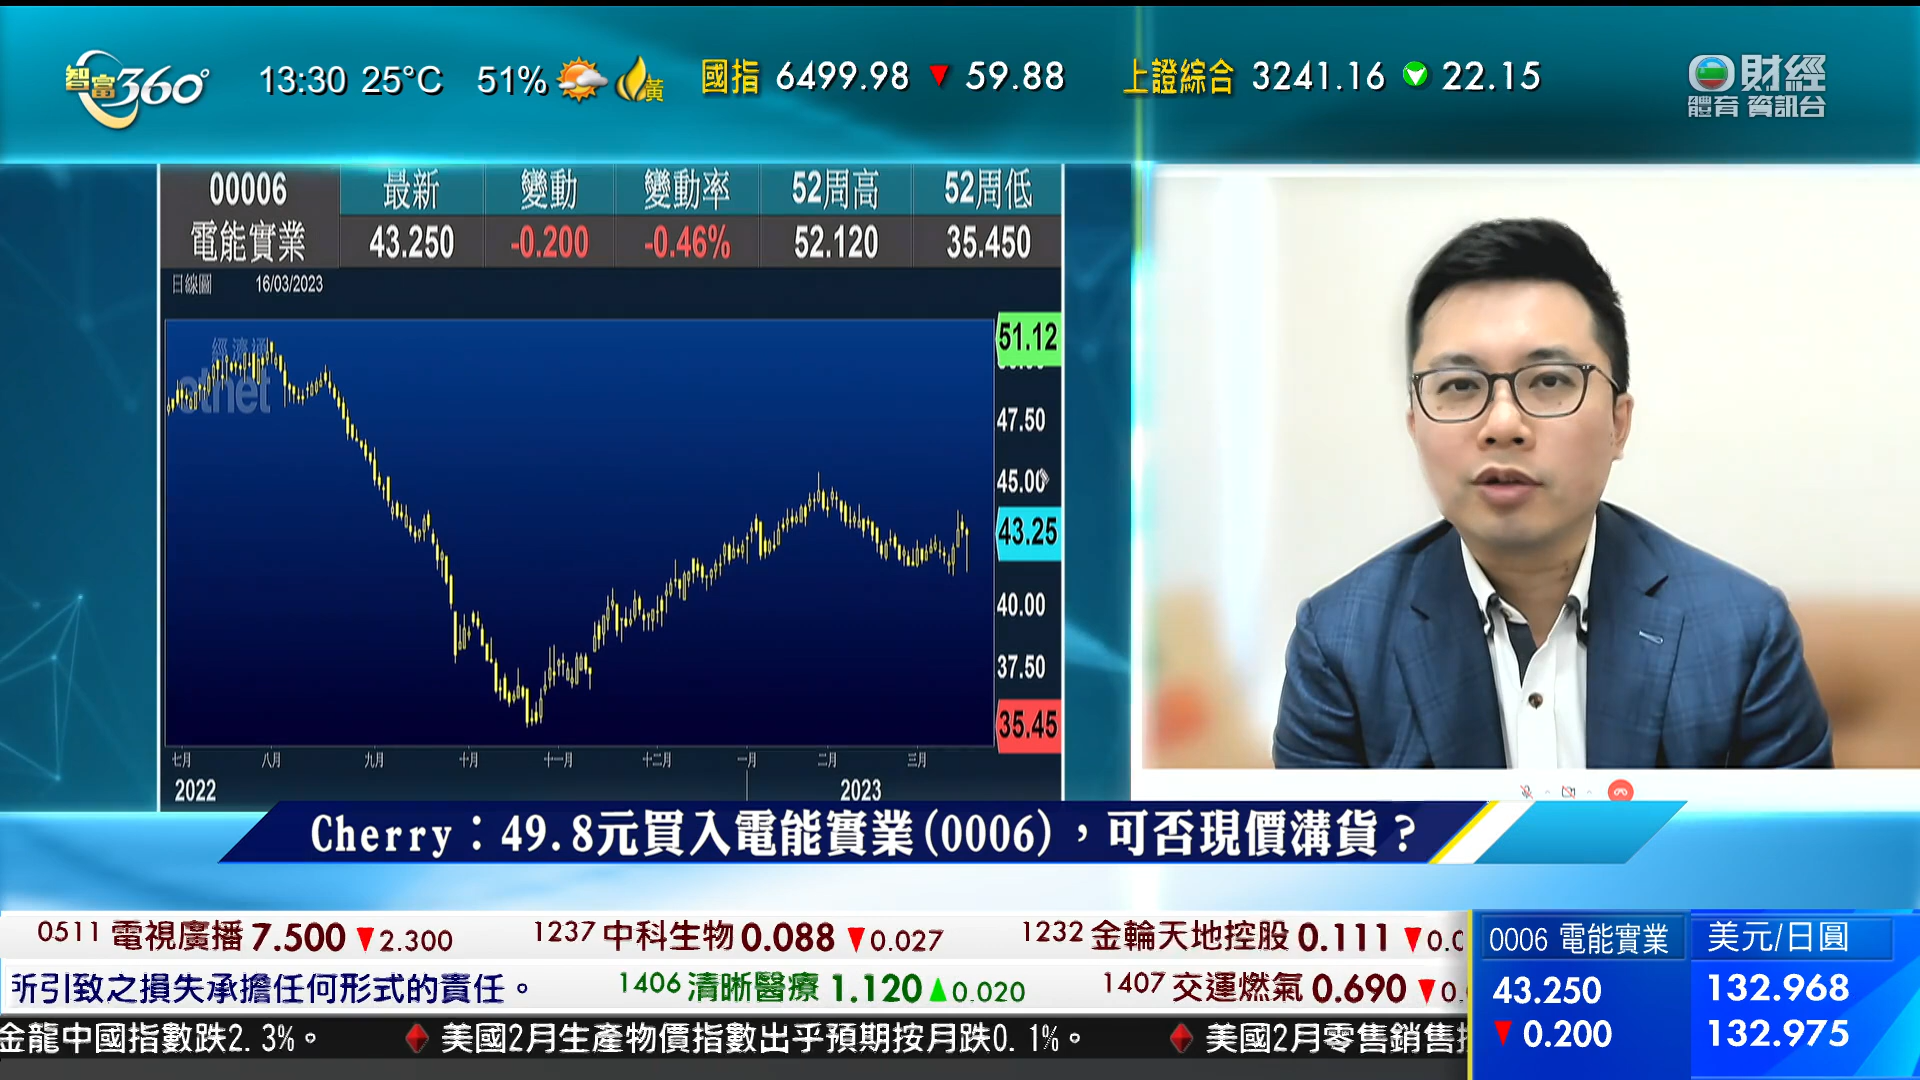 智富360°
13:30 25°C 51% 黃 國指 6499.98 ▼ 59.88 上證綜合 3241.16 22.15
財經
體育 資訊台
00006 最新 變動 變動率 52周高 52周低
電能實業 43.250 -0.200 -0.46% 52.120 35.450
日線圖 16/03/2023
經濟通
etnet
51.12
47.50
45.00
43.25
40.00
37.50
35.45
七月 八月 九月 十月 十一月 十二月 一月 二月 三月
2022 2023
Cherry：49.8元買入電能實業(0006)，可否現價溝貨？
0511 電視廣播 7.500 ▼2.300 1237 中科生物 0.088 ▼0.027 1232 金輪天地控股 0.111 ▼0.0
所引致之損失承擔任何形式的責任。 1406 清晰醫療 1.120 ▲0.020 1407 交運燃氣 0.690 ▼0.
金龍中國指數跌2.3%。 美國2月生產物價指數出乎預期按月跌0.1%。 美國2月零售銷售按
0006 電能實業 美元/日圓
43.250 132.968
▼ 0.200 132.975